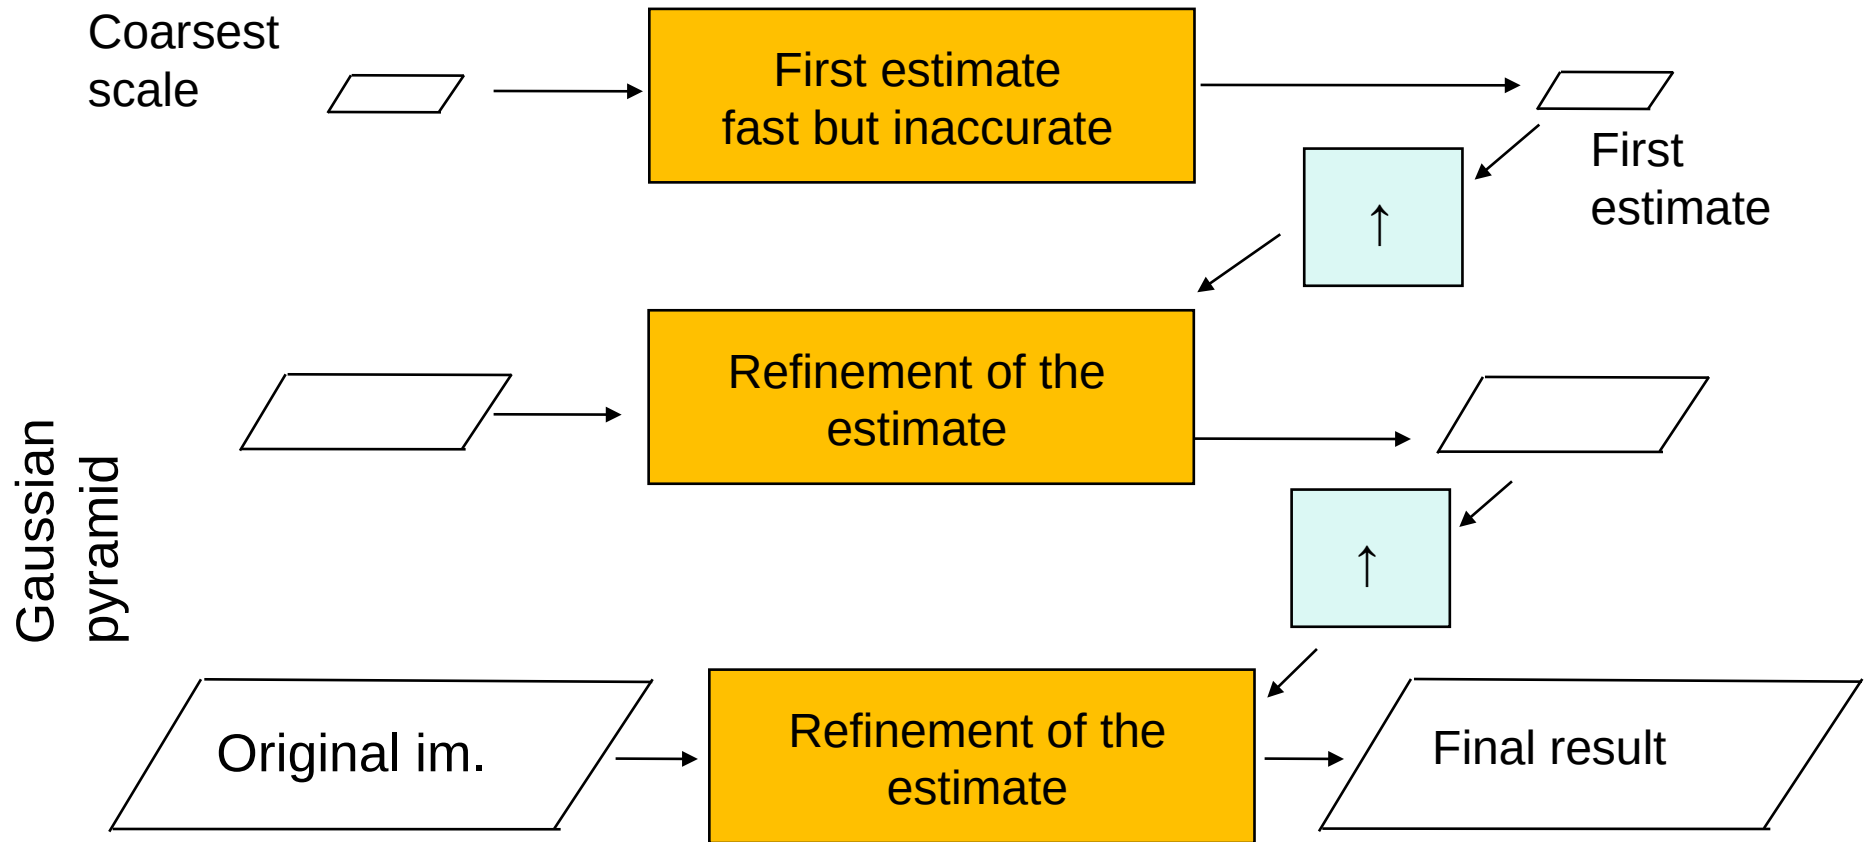 Coarsest
scale
First estimate
fast but inaccurate
First
estimate
↑
Refinement of the
estimate
Gaussian
pyramid
↑
Original im.
Refinement of the
estimate
Final result